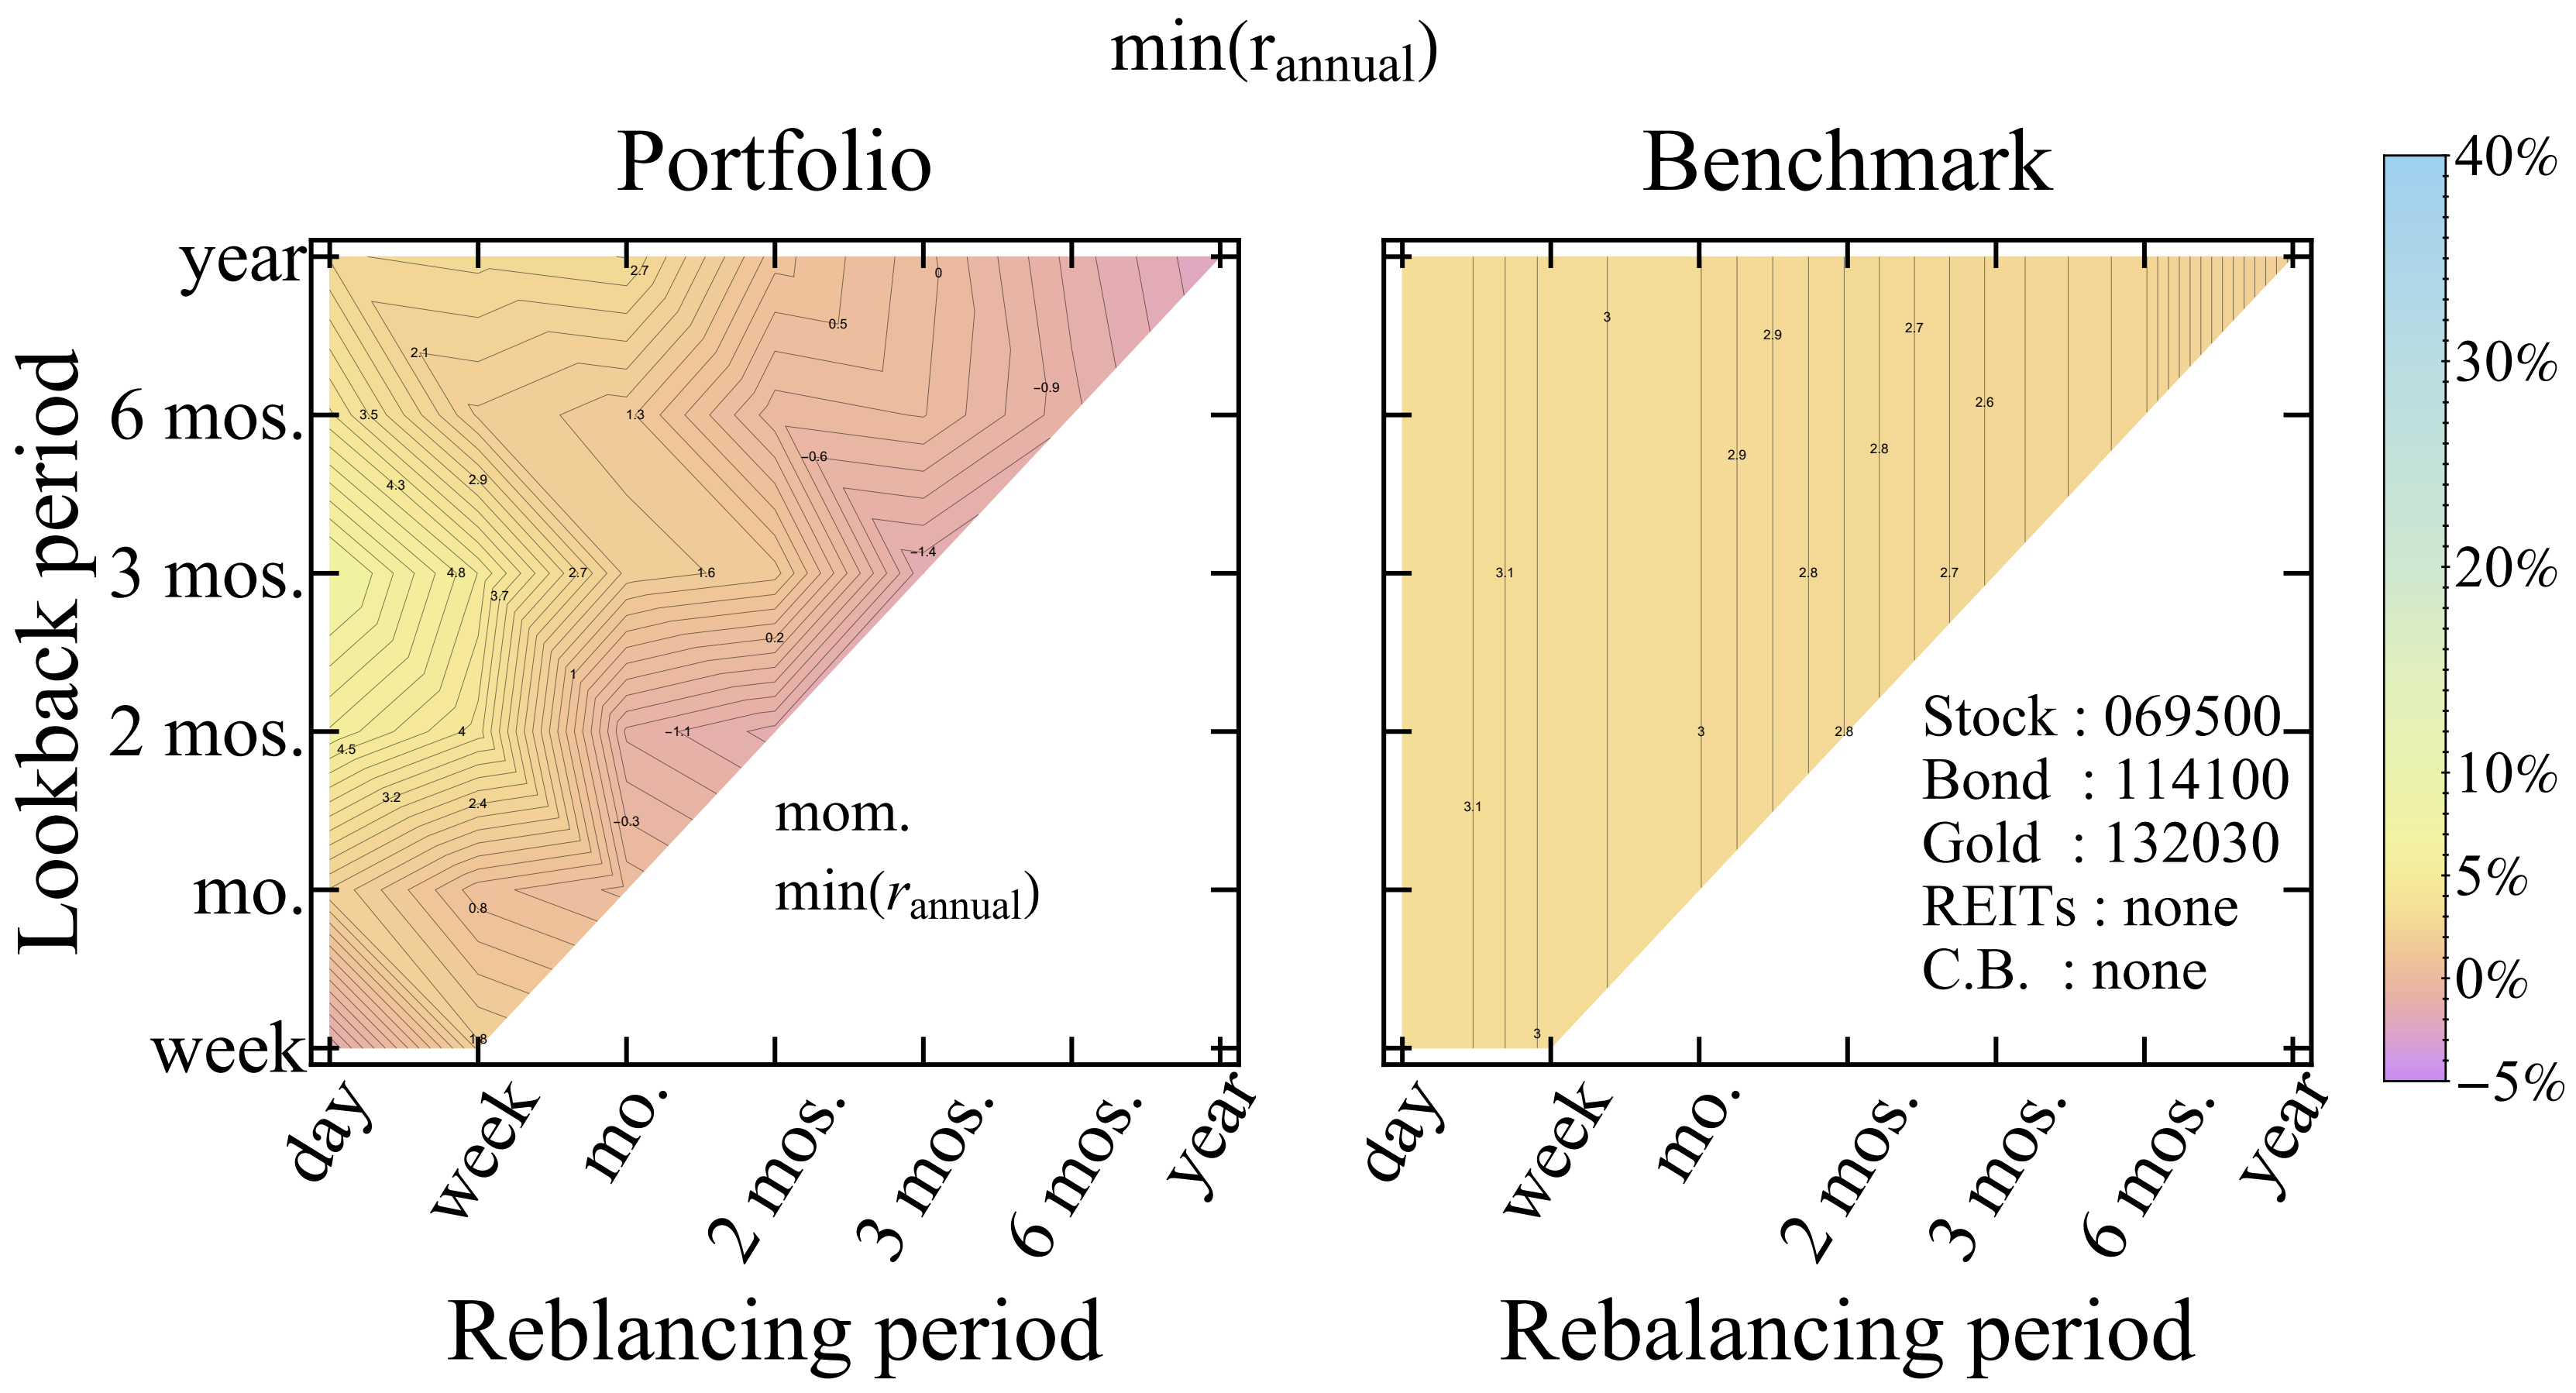 min(r_annual)
Portfolio
Benchmark
40%
30%
20%
10%
5%
0%
−5%
Lookback period
year
6 mos.
3 mos.
2 mos.
mo.
week
2.7
0
0.5
2.1
−0.9
3.5
1.3
−0.6
4.3
2.9
−1.4
4.8
2.7
1.6
3.7
0.2
1
4
−1.1
4.5
3.2
2.4
−0.3
0.8
1.8
mom.
min(r_annual)
day
week
mo.
2 mos.
3 mos.
6 mos.
year
Reblancing period
3
2.9
2.7
2.6
2.9
2.8
3.1
2.8
2.7
3
2.8
3.1
3
Stock : 069500
Bond : 114100
Gold : 132030
REITs : none
C.B. : none
day
week
mo.
2 mos.
3 mos.
6 mos.
year
Rebalancing period